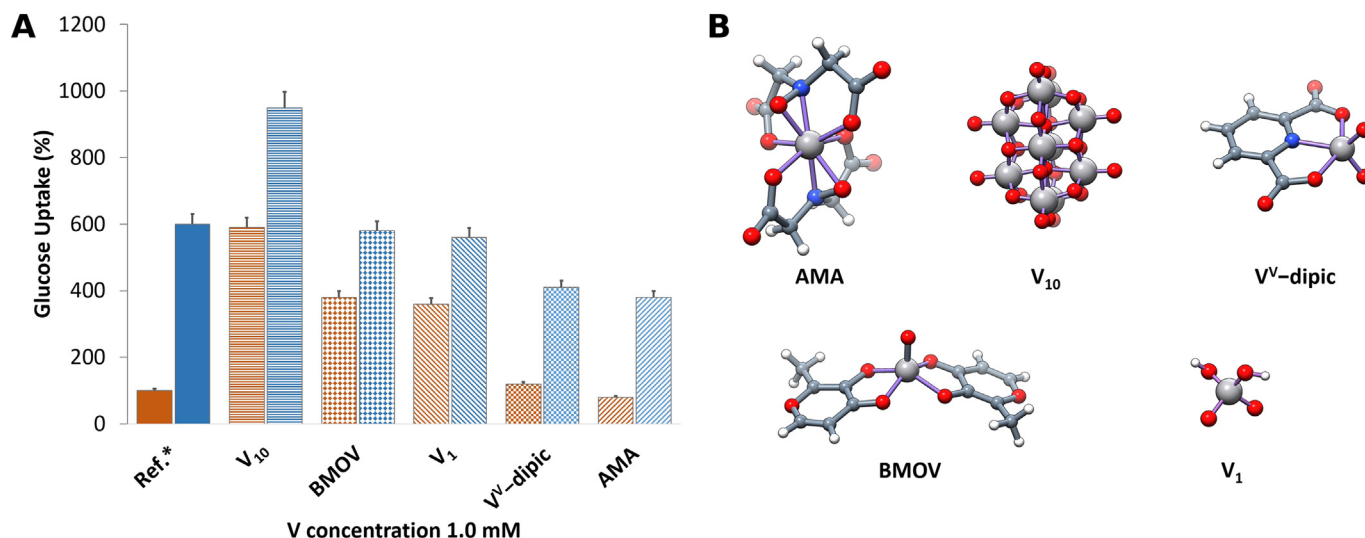 A
Glucose Uptake (%)
1200
1000
800
600
400
200
0
Ref.*
V₁₀
BMOV
V₁
Vⱽ–dipic
AMA
V concentration 1.0 mM
B
AMA
V₁₀
Vⱽ–dipic
BMOV
V₁